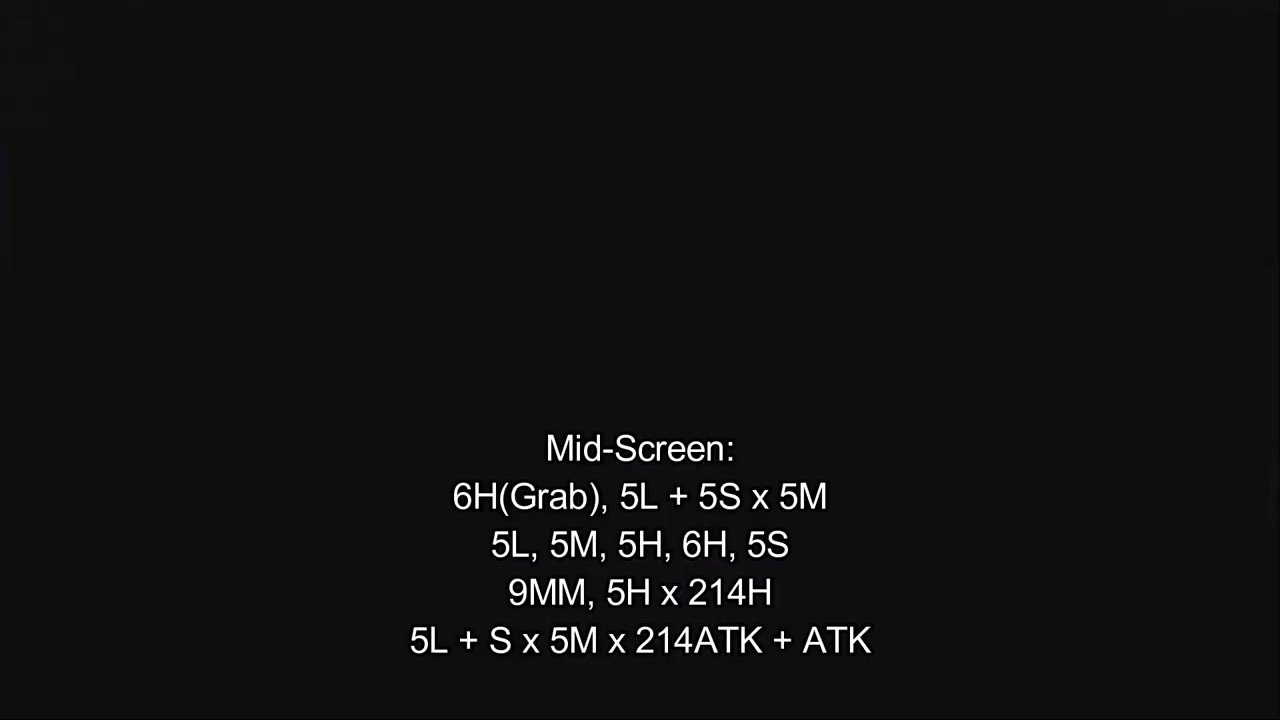 Mid-Screen:
6H(Grab), 5L + 5S x 5M
5L, 5M, 5H, 6H, 5S
9MM, 5H x 214H
5L + S x 5M x 214ATK + ATK